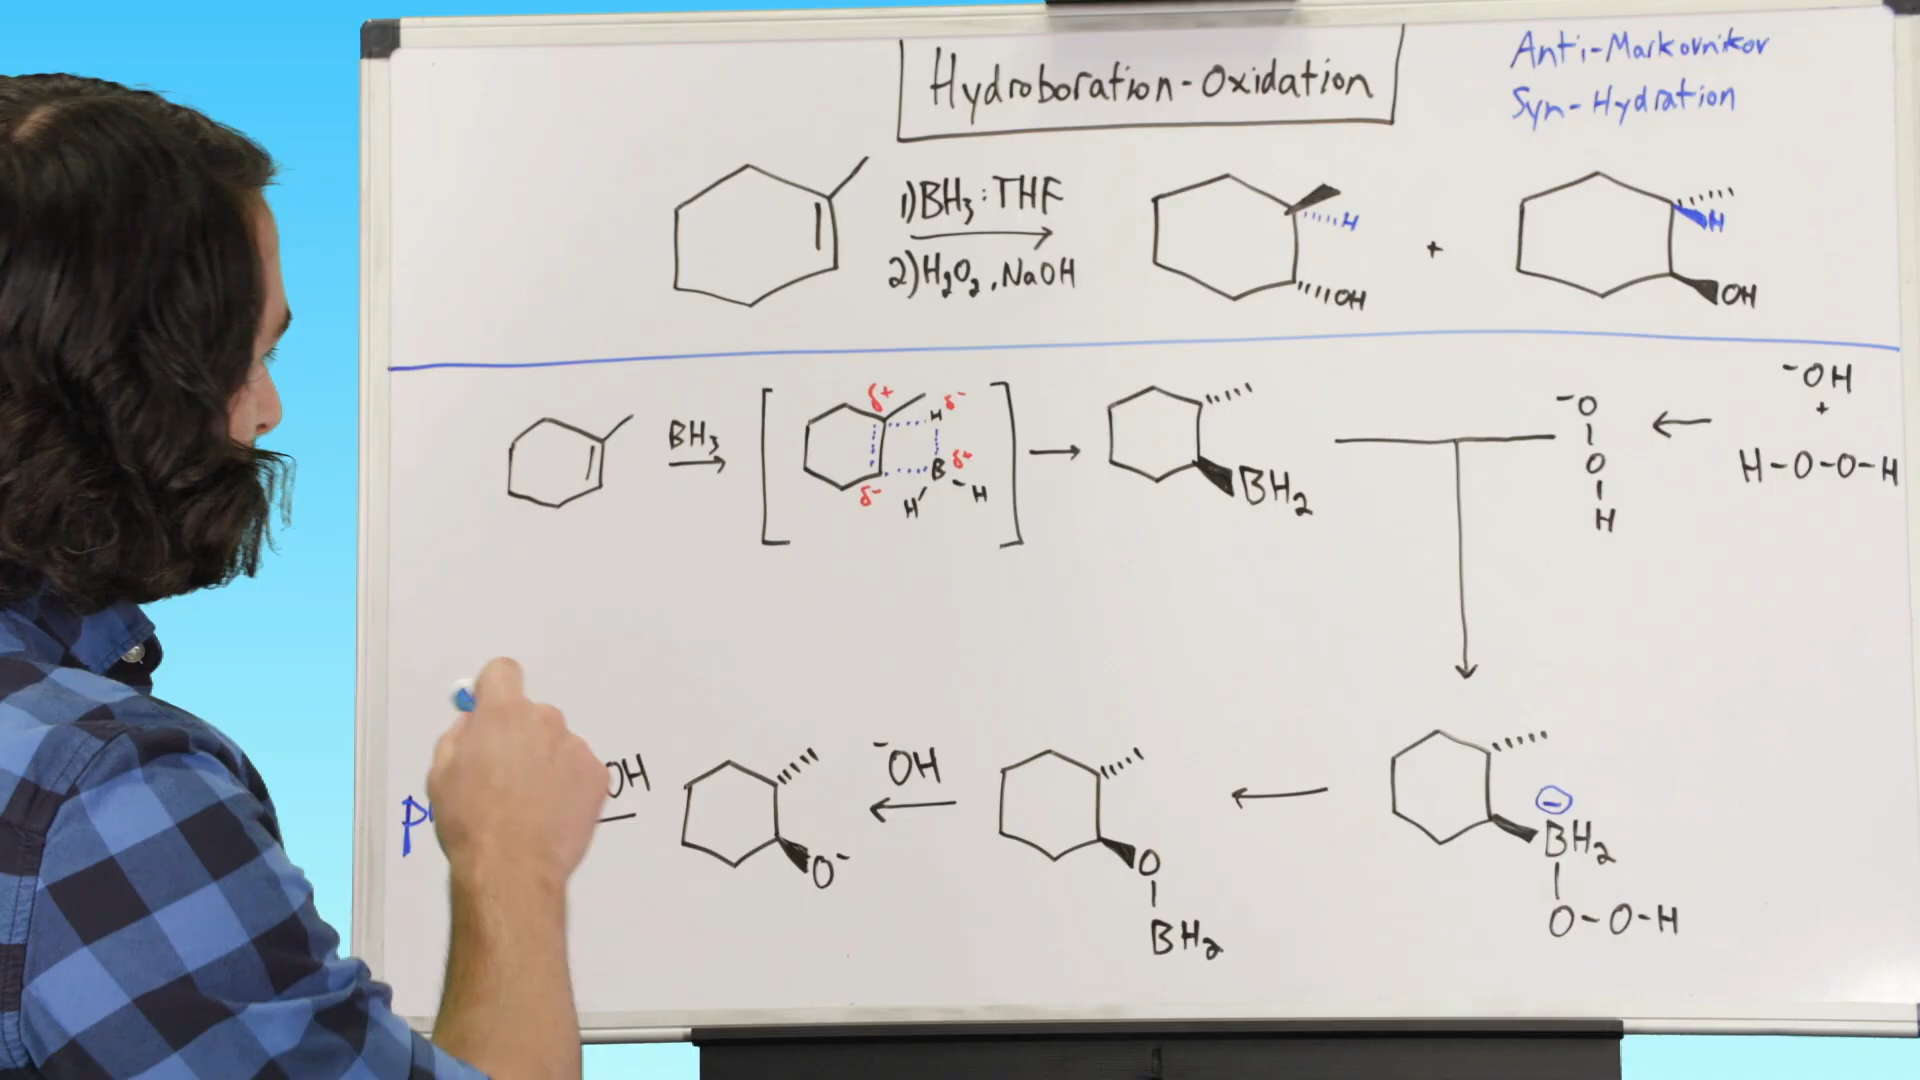 Hydroboration-Oxidation
Anti-Markovnikov
Syn-Hydration
1)BH₃:THF
2)H₂O₂,NaOH
H
OH
+
H
OH
BH₃
δ+
H δ-
B δ+
δ-
H H
BH₂
⁻O
O
H
⁻OH
+
H-O-O-H
OH
O⁻
⁻OH
O
BH₂
⊖
BH₂
O-O-H